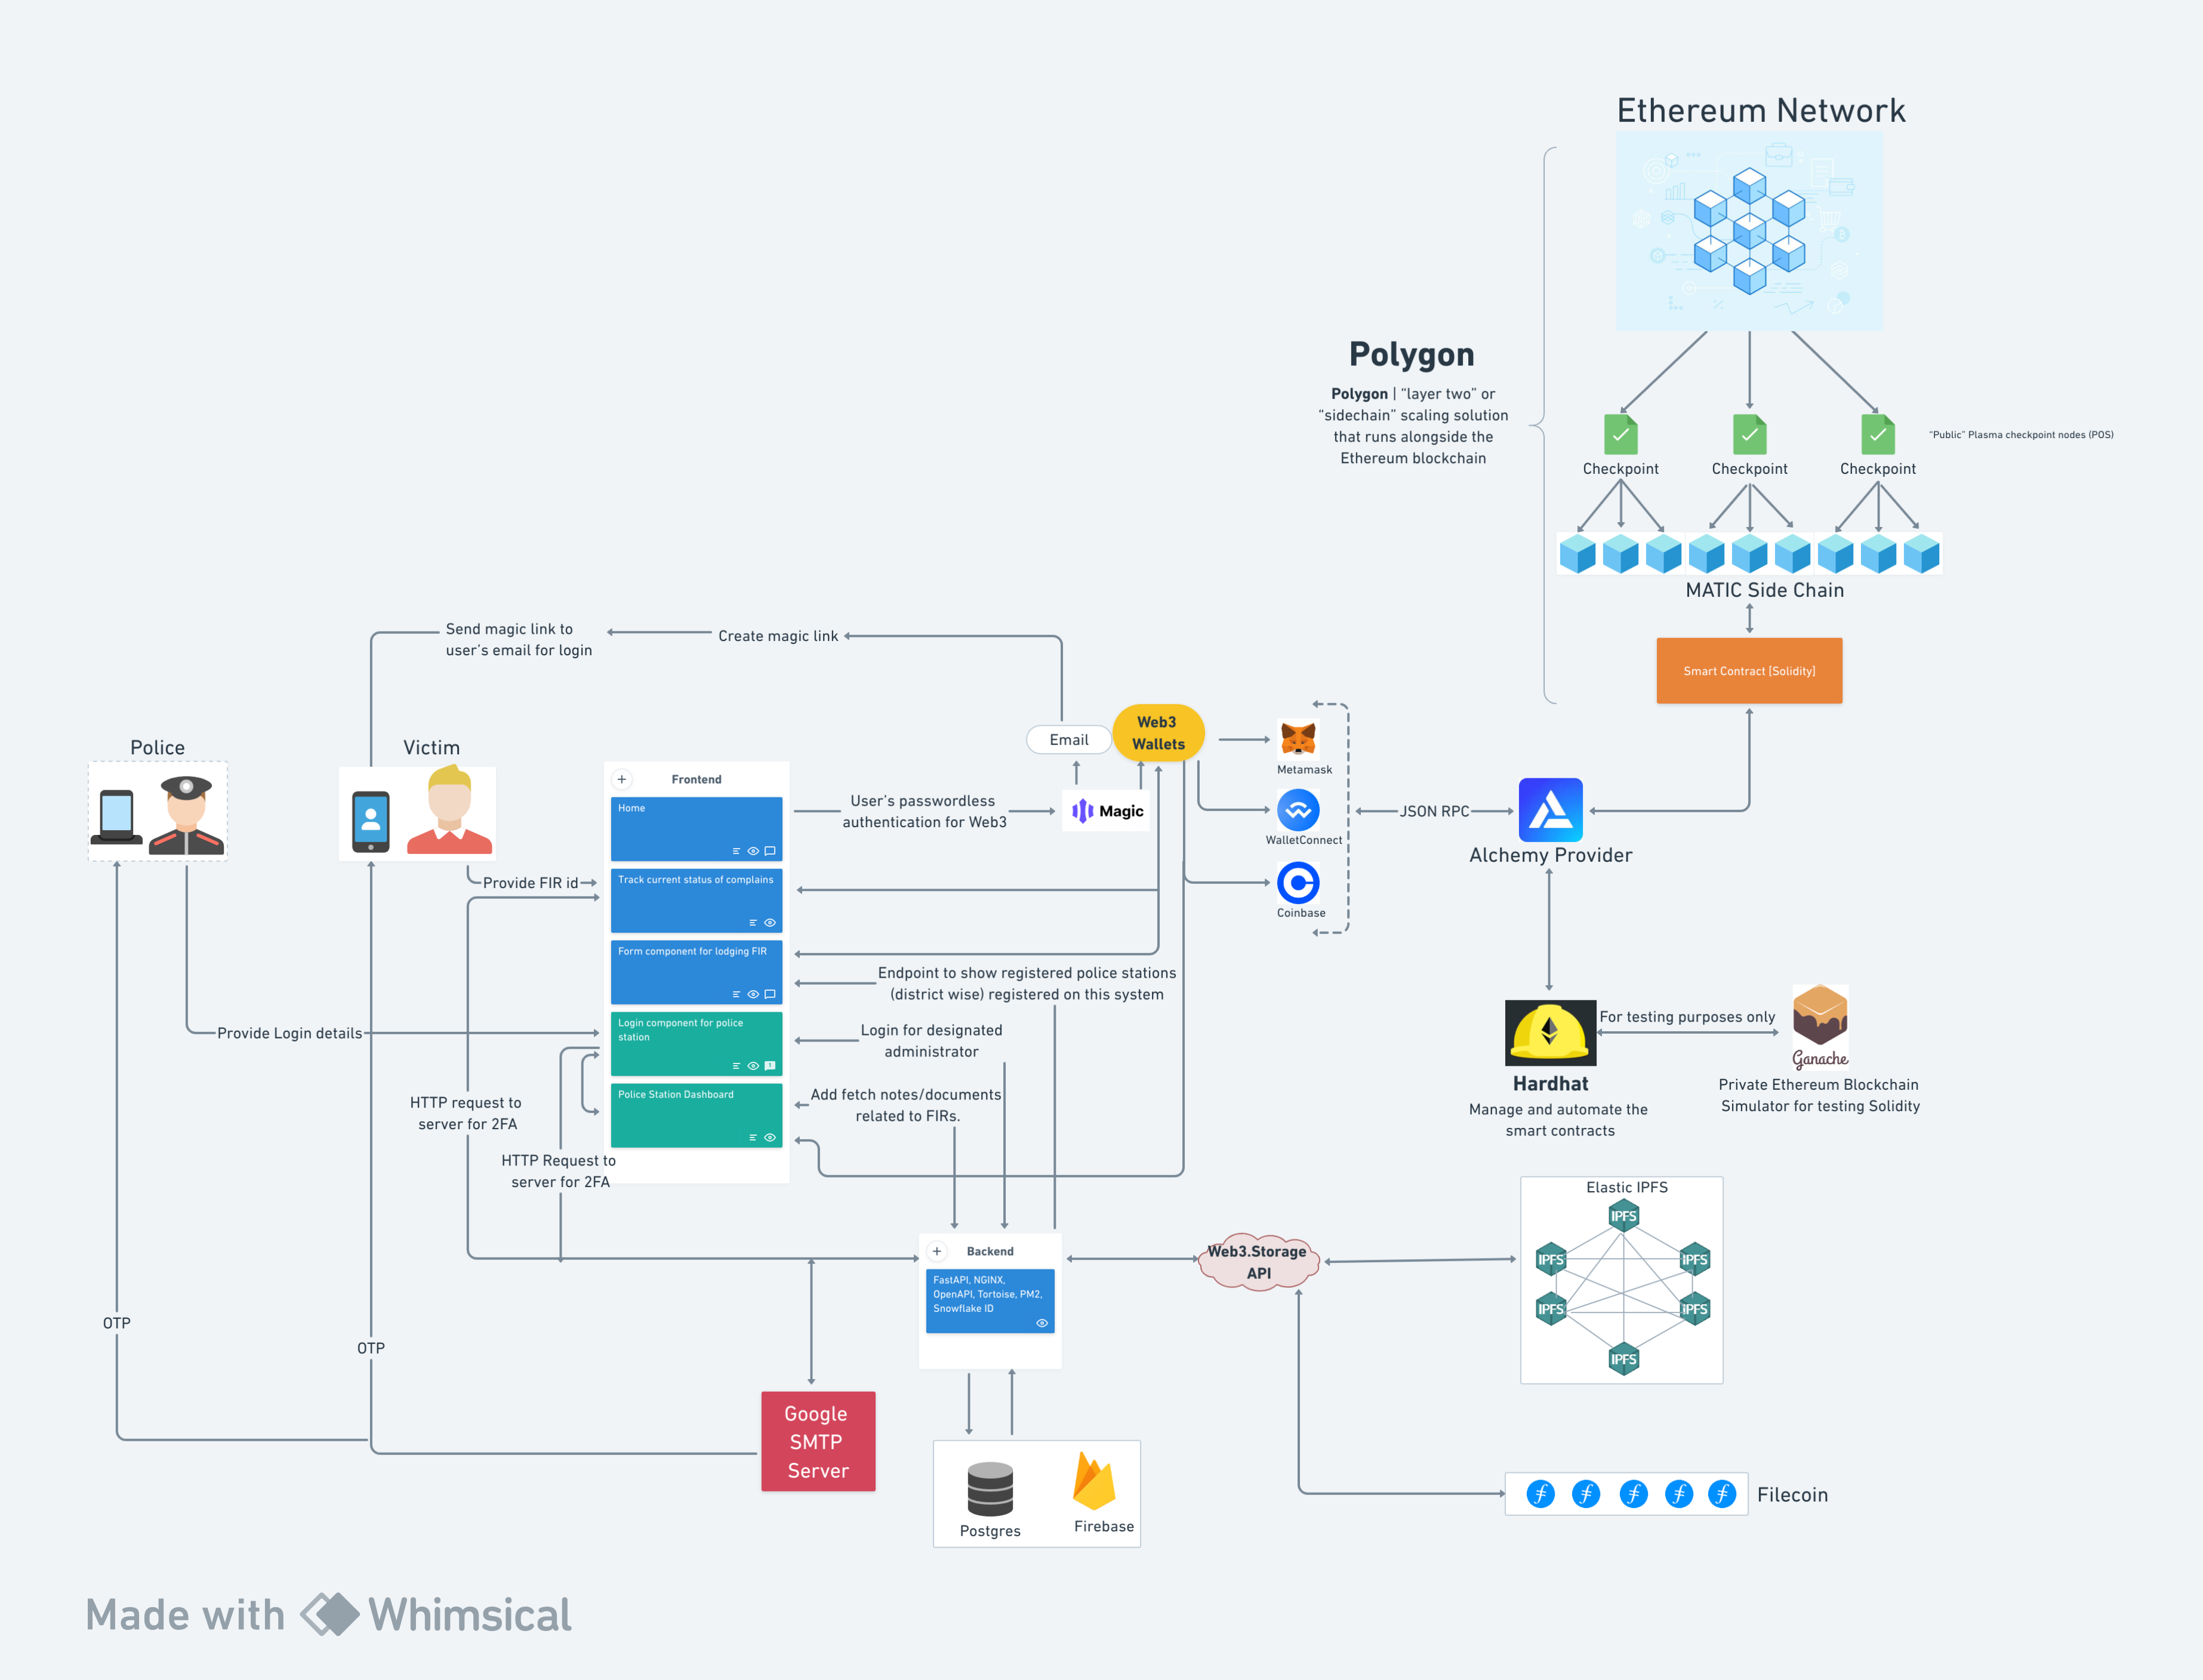 Ethereum Network
Polygon
Polygon | “layer two” or
“sidechain” scaling solution
that runs alongside the
Ethereum blockchain
Checkpoint
Checkpoint
Checkpoint
“Public” Plasma checkpoint nodes (POS)
MATIC Side Chain
Smart Contract [Solidity]
Send magic link to
user’s email for login
Create magic link
Email
Web3
Wallets
Metamask
WalletConnect
Coinbase
JSON RPC
Alchemy Provider
Police
Victim
Frontend
Home
Track current status of complains
Form component for lodging FIR
Login component for police
station
Police Station Dashboard
User’s passwordless
authentication for Web3
Magic
Provide FIR id
Endpoint to show registered police stations
(district wise) registered on this system
Provide Login details
Login for designated
administrator
Add fetch notes/documents
related to FIRs.
HTTP request to
server for 2FA
HTTP Request to
server for 2FA
For testing purposes only
Ganache
Hardhat
Manage and automate the
smart contracts
Private Ethereum Blockchain
Simulator for testing Solidity
Elastic IPFS
IPFS
IPFS
IPFS
IPFS
IPFS
IPFS
Backend
FastAPI, NGINX,
OpenAPI, Tortoise, PM2,
Snowflake ID
Web3.Storage
API
OTP
OTP
Google
SMTP
Server
Postgres
Firebase
Filecoin
Made with Whimsical